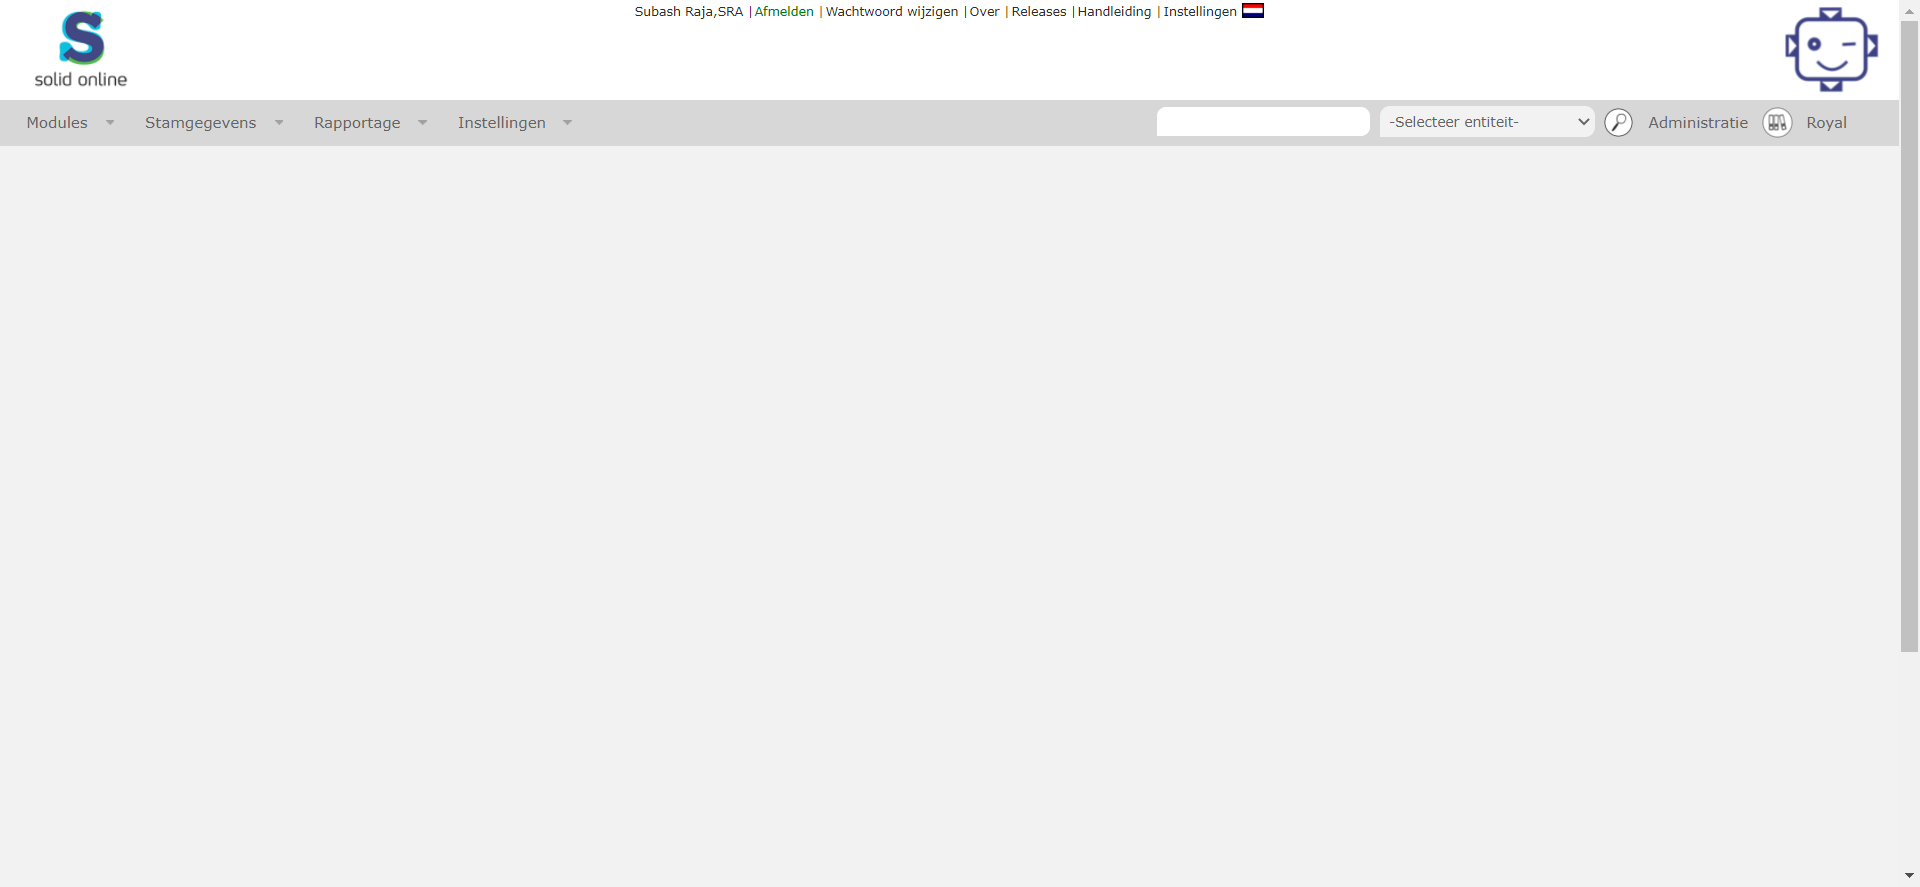 Subash Raja,SRA |Afmelden |Wachtwoord wijzigen |Over |Releases |Handleiding |Instellingen
S
solid online
Modules Stamgegevens Rapportage Instellingen -Selecteer entiteit- Administratie Royal